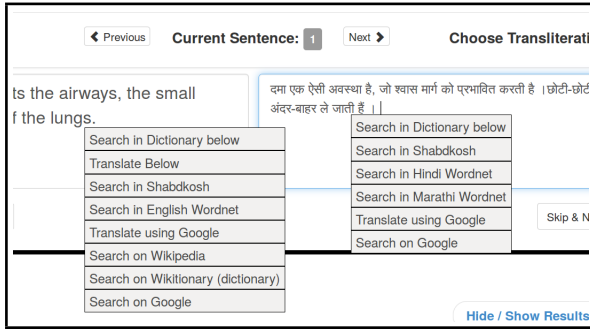 Previous
Current Sentence: 1
Next
Choose Transliterati
ts the airways, the small
f the lungs.
दमा एक ऐसी अवस्था है, जो श्वास मार्ग को प्रभावित करती है ।छोटी-छोटी
अंदर-बाहर ले जाती हैं ।
Search in Dictionary below
Translate Below
Search in Shabdkosh
Search in English Wordnet
Translate using Google
Search on Wikipedia
Search on Wikitionary (dictionary)
Search on Google
Search in Dictionary below
Search in Shabdkosh
Search in Hindi Wordnet
Search in Marathi Wordnet
Translate using Google
Search on Google
Skip & N
Hide / Show Results